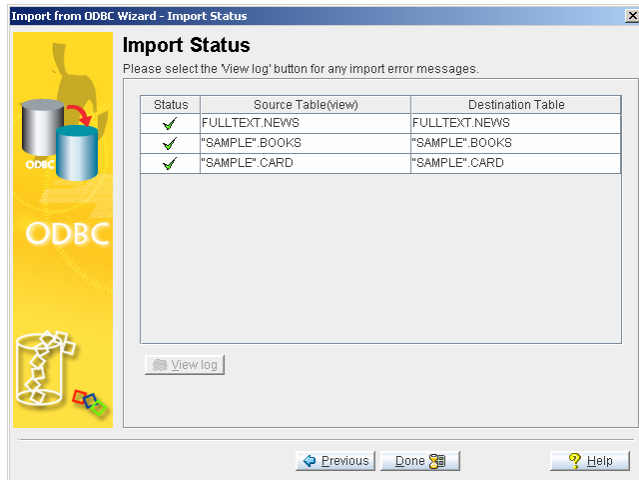 Import from ODBC Wizard - Import Status
Import Status
Please select the 'View log' button for any import error messages.
Status Source Table(view) Destination Table
FULLTEXT.NEWS FULLTEXT.NEWS
"SAMPLE".BOOKS "SAMPLE".BOOKS
"SAMPLE".CARD "SAMPLE".CARD
ODBC
ODBC
View log
Previous Done Help